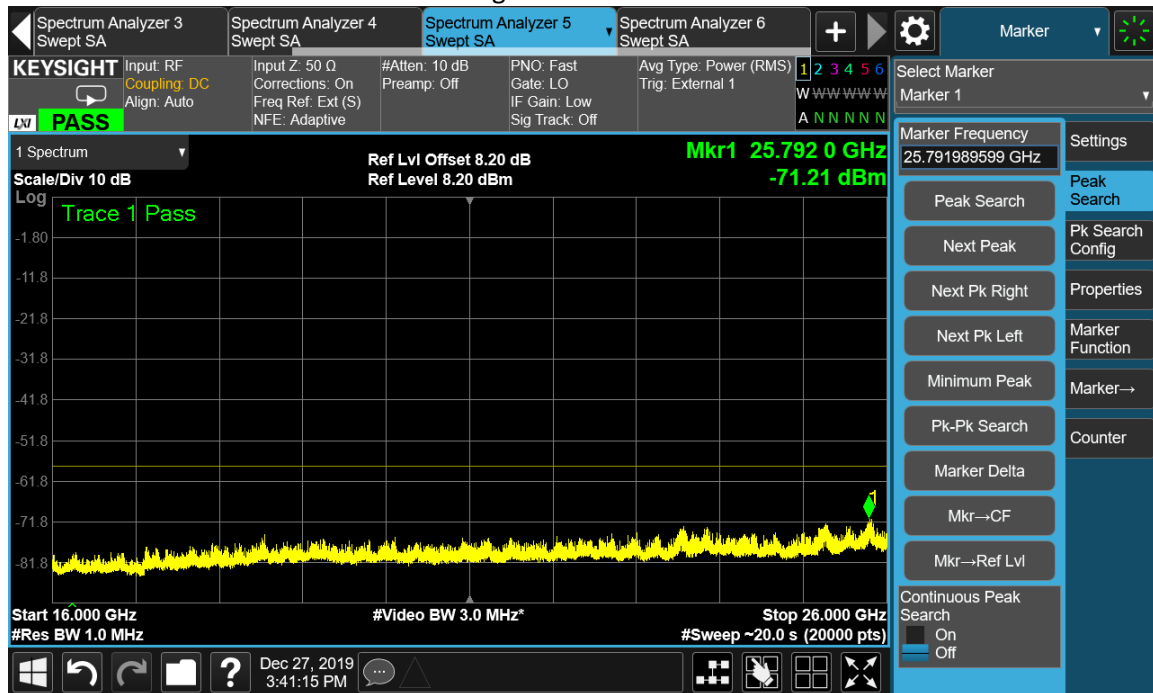 Spectrum Analyzer 3
Swept SA
Spectrum Analyzer 4
Swept SA
Spectrum Analyzer 5
Swept SA
Spectrum Analyzer 6
Swept SA
+
Marker
KEYSIGHT
LXI
PASS
Input: RF
Coupling: DC
Align: Auto
Input Z: 50 Ω
Corrections: On
Freq Ref: Ext (S)
NFE: Adaptive
#Atten: 10 dB
Preamp: Off
PNO: Fast
Gate: LO
IF Gain: Low
Sig Track: Off
Avg Type: Power (RMS)
Trig: External 1
1 2 3 4 5 6
W W W W W W
A N N N N N
Select Marker
Marker 1
1 Spectrum
Scale/Div 10 dB
Ref Lvl Offset 8.20 dB
Ref Level 8.20 dBm
Mkr1 25.792 0 GHz
-71.21 dBm
Log
Trace 1 Pass
-1.80
-11.8
-21.8
-31.8
-41.8
-51.8
-61.8
-71.8
-81.8
1
Start 16.000 GHz
#Res BW 1.0 MHz
#Video BW 3.0 MHz*
Stop 26.000 GHz
#Sweep ~20.0 s (20000 pts)
Marker Frequency
25.791989599 GHz
Peak Search
Next Peak
Next Pk Right
Next Pk Left
Minimum Peak
Pk-Pk Search
Marker Delta
Mkr→CF
Mkr→Ref Lvl
Continuous Peak
Search
On
Off
Settings
Peak
Search
Pk Search
Config
Properties
Marker
Function
Marker→
Counter
?
Dec 27, 2019
3:41:15 PM